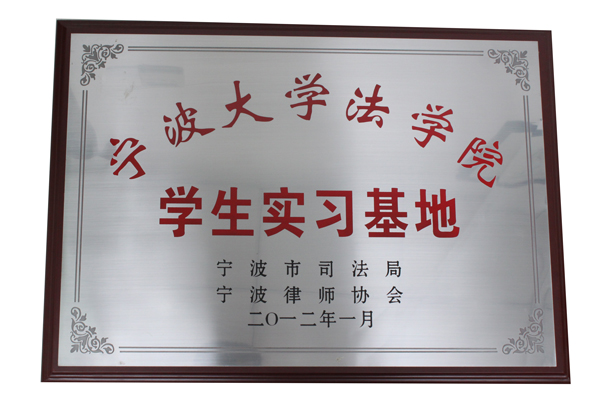 宁波大学法学院
学生实习基地
宁波市司法局
宁波律师协会
二〇一二年一月